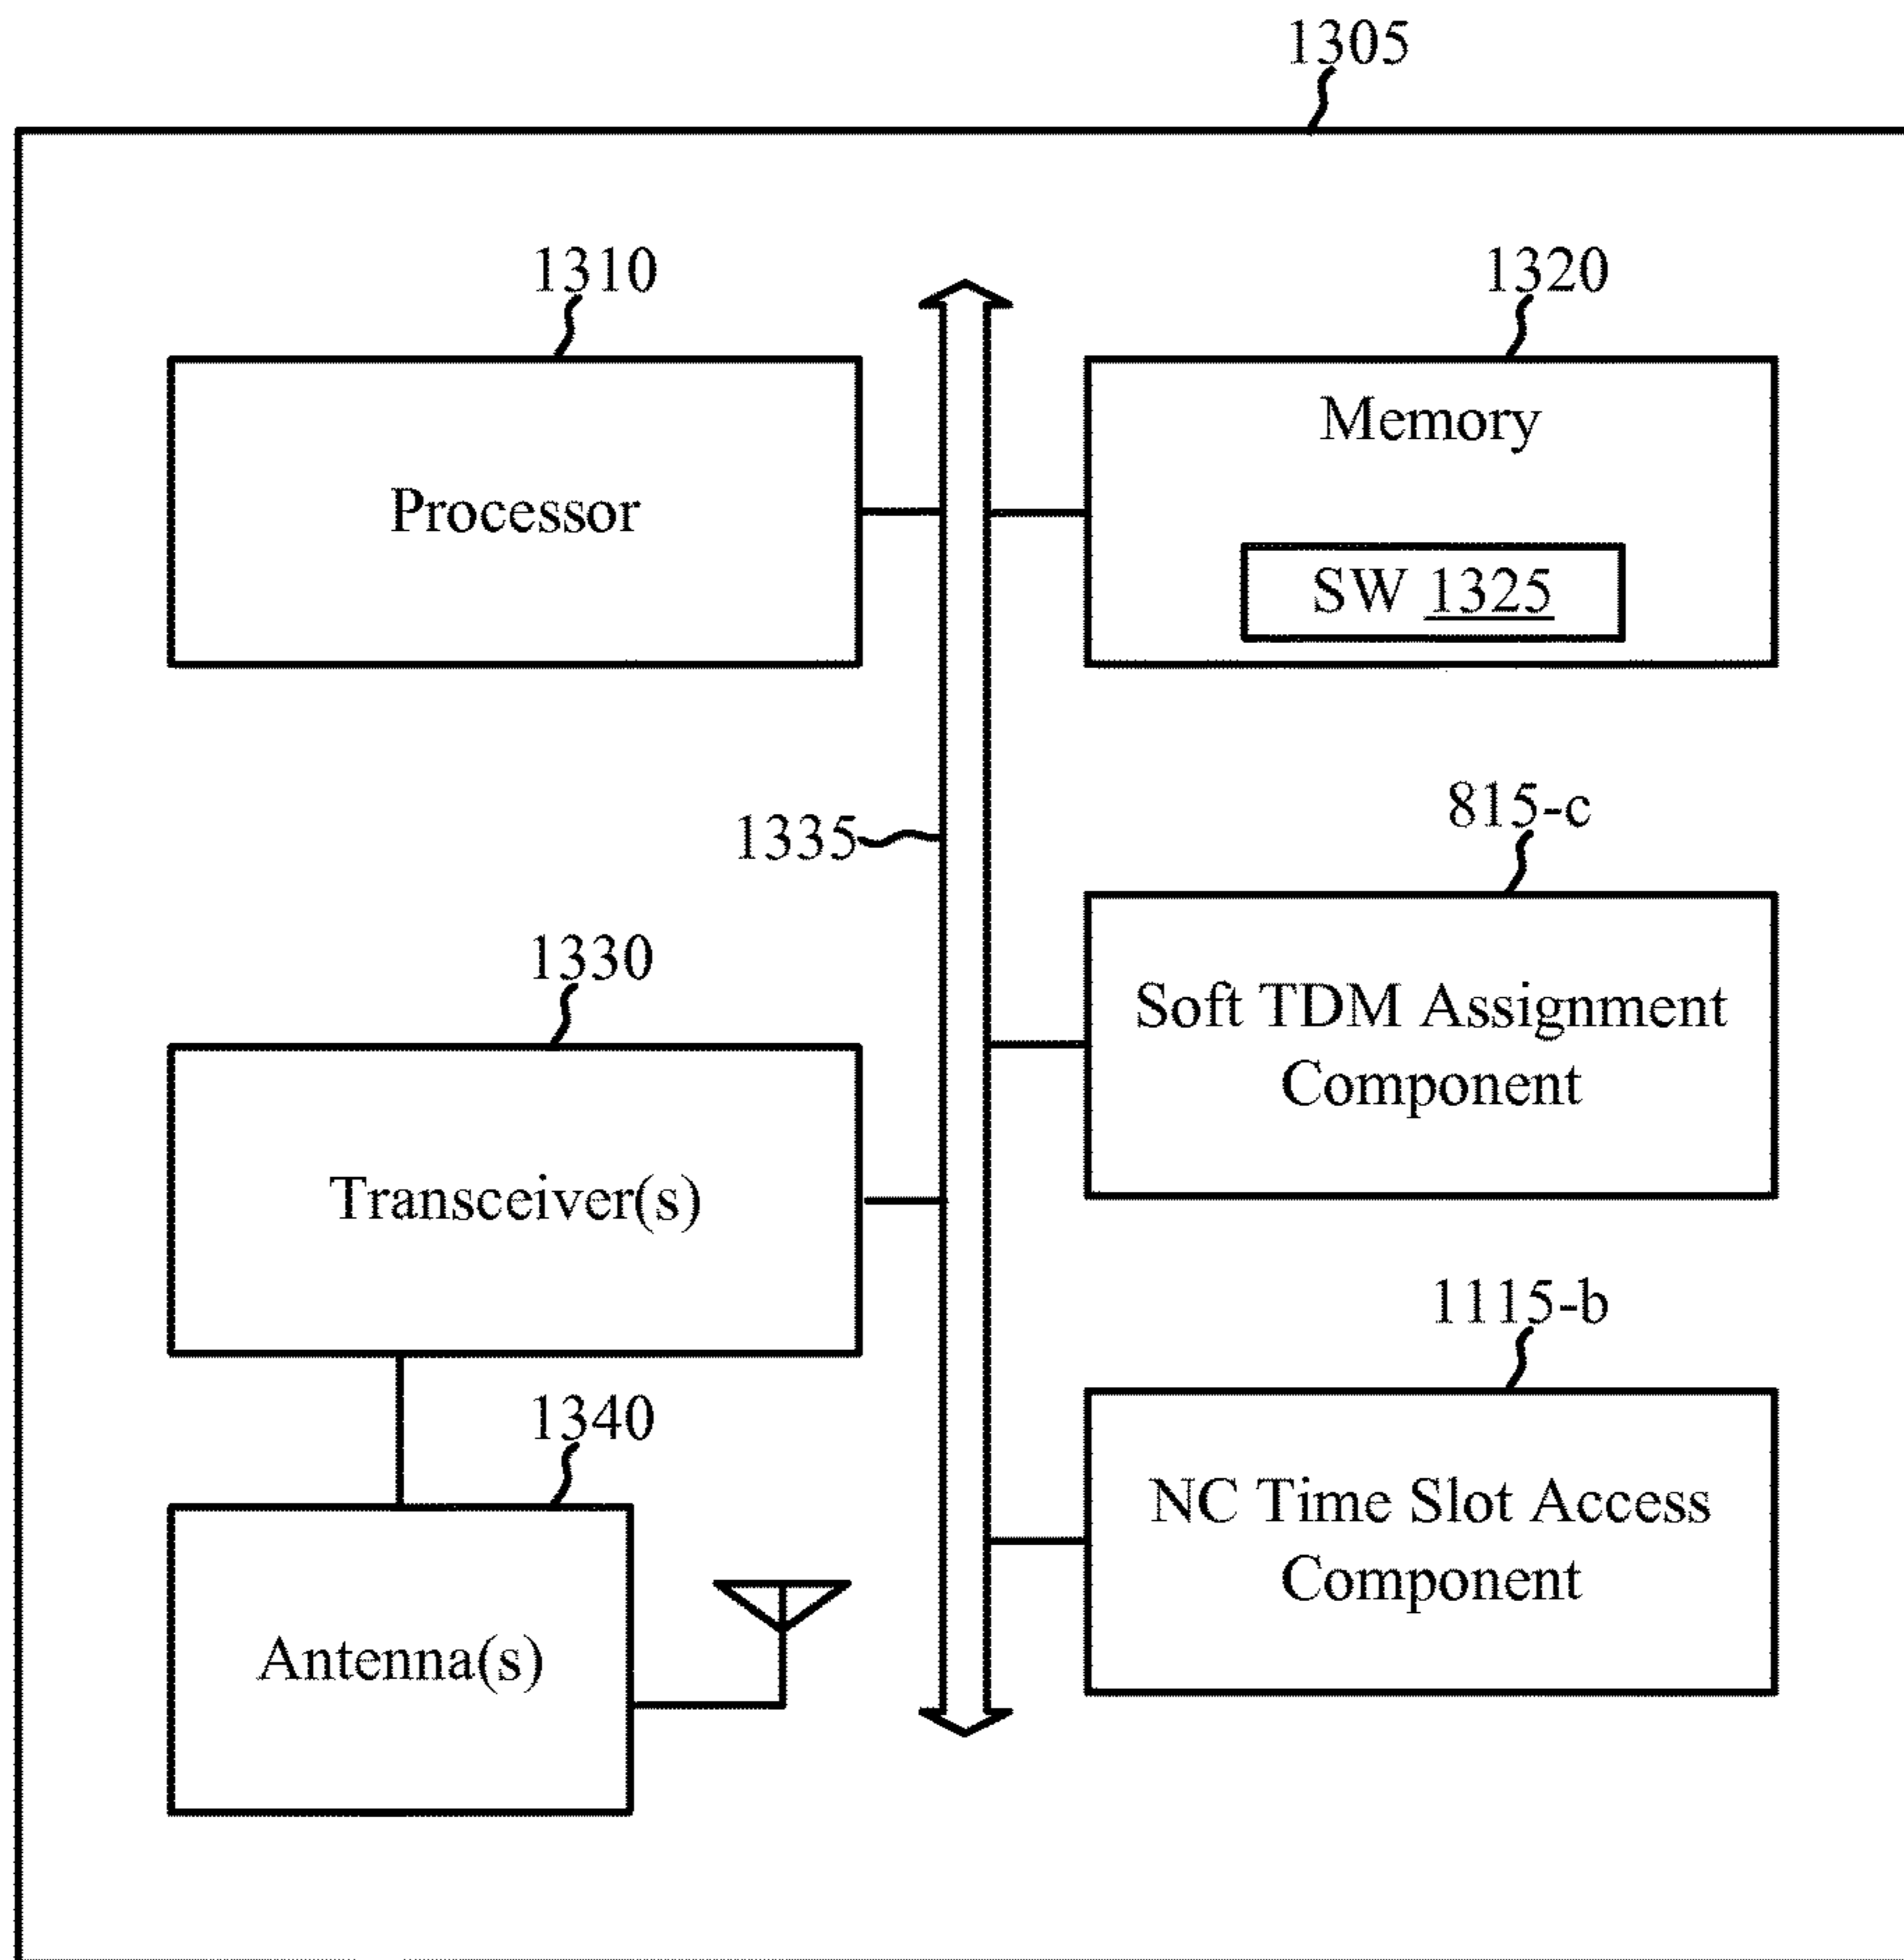 1305
1310
1320
Processor
Memory
SW 1325
1335
815-c
1330
Soft TDM Assignment
Component
Transceiver(s)
1115-b
1340
NC Time Slot Access
Component
Antenna(s)